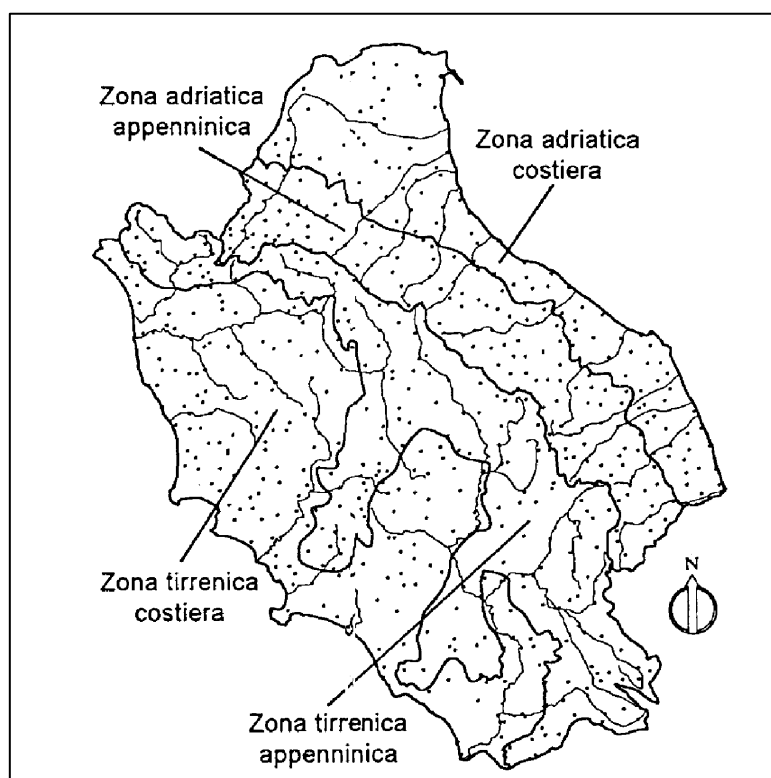 Zona adriatica
appenninica
Zona adriatica
costiera
Zona tirrenica
costiera
N
Zona tirrenica
appenninica